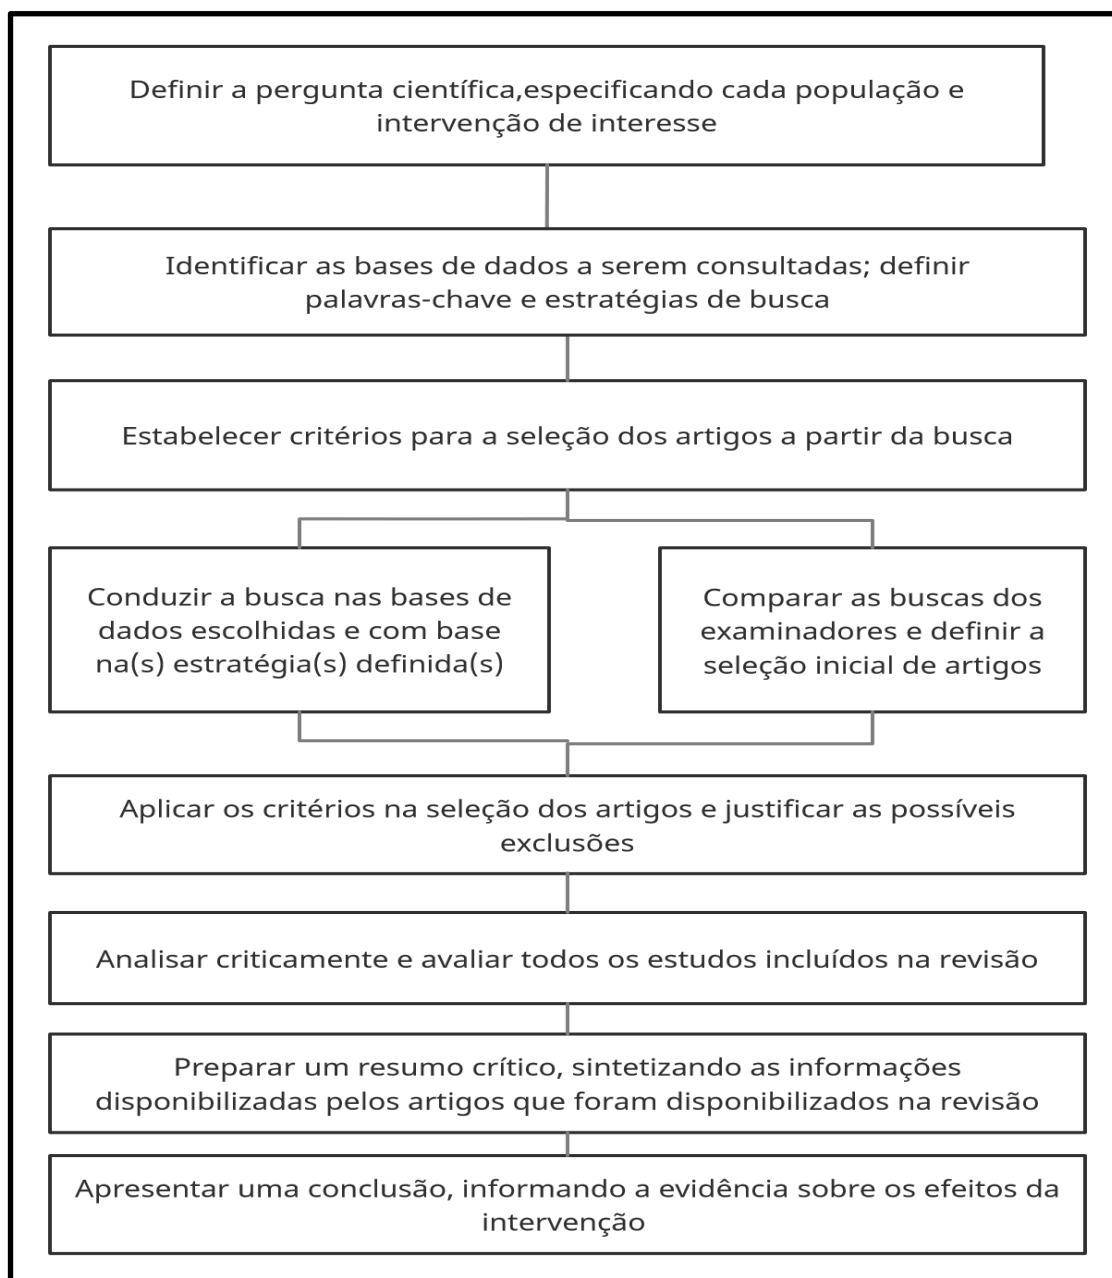 Definir a pergunta científica,especificando cada população e
intervenção de interesse
Identificar as bases de dados a serem consultadas; definir
palavras-chave e estratégias de busca
Estabelecer critérios para a seleção dos artigos a partir da busca
Conduzir a busca nas bases de
dados escolhidas e com base
na(s) estratégia(s) definida(s)
Comparar as buscas dos
examinadores e definir a
seleção inicial de artigos
Aplicar os critérios na seleção dos artigos e justificar as possíveis
exclusões
Analisar criticamente e avaliar todos os estudos incluídos na revisão
Preparar um resumo crítico, sintetizando as informações
disponibilizadas pelos artigos que foram disponibilizados na revisão
Apresentar uma conclusão, informando a evidência sobre os efeitos da
intervenção